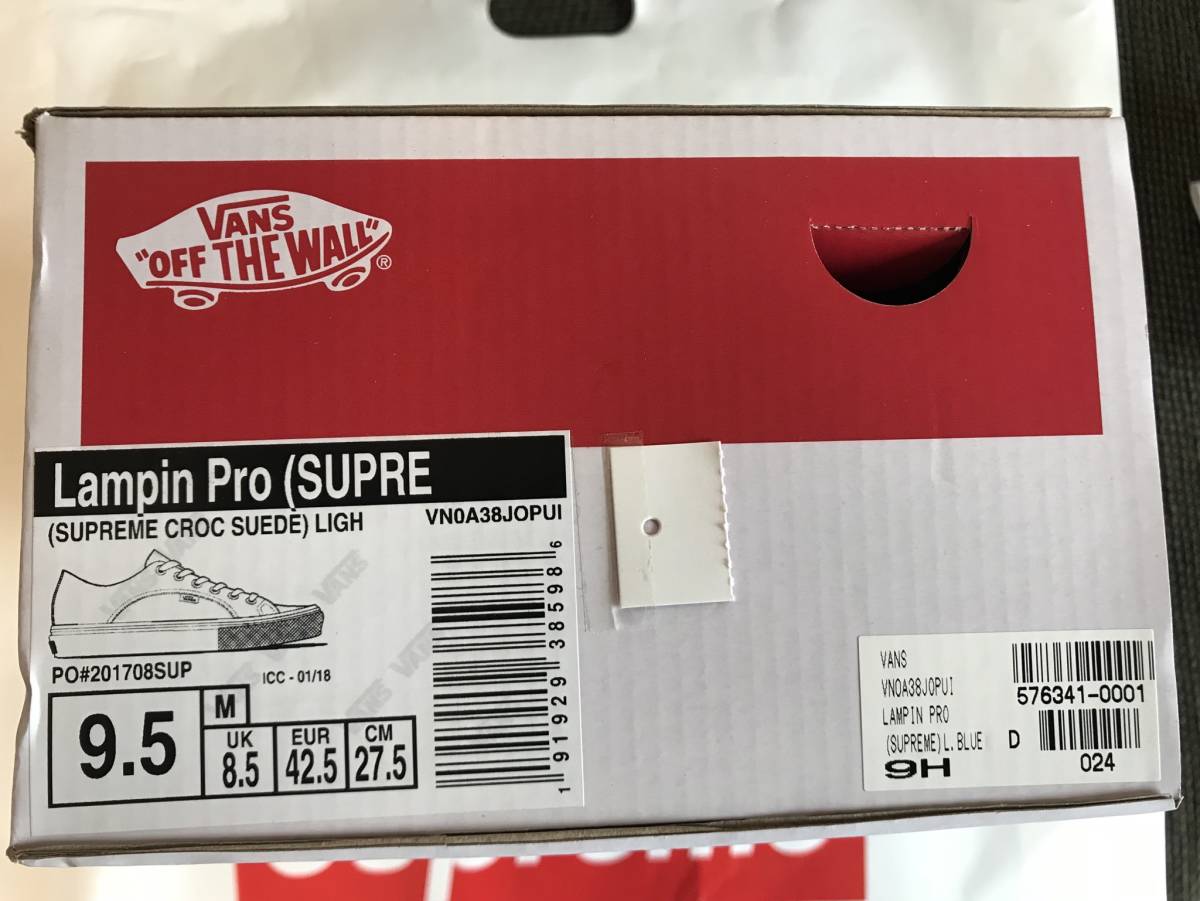 VANS
"OFF THE WALL"®
Lampin Pro (SUPRE
(SUPREME CROC SUEDE) LIGH VN0A38JOPUI
PO#201708SUP ICC - 01/18
9.5 M
UK 8.5 EUR 42.5 CM 27.5
1 91929 38598 6
VANS
VN0A38J0PUI
LAMPIN PRO
(SUPREME)L.BLUE D
9H
576341-0001
024
Supreme